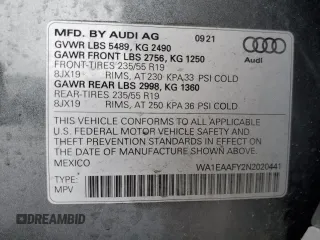 MFD. BY AUDI AG 09 21
GVWR LBS 5489, KG 2490
GAWR FRONT LBS 2756, KG 1250
FRONT-TIRES 235/55 R19
8JX19 RIMS, AT 230 KPA 33 PSI COLD
GAWR REAR LBS 2998, KG 1360
REAR-TIRES 235/55 R19
8JX19 RIMS, AT 250 KPA 36 PSI COLD
Audi
THIS VEHICLE CONFORMS TO ALL APPLICABLE
U.S. FEDERAL MOTOR VEHICLE SAFETY AND
THEFT PREVENTION STANDARDS IN EFFECT ON THE
DATE OF MANUFACTURE SHOWN ABOVE.
MEXICO
WA1EAAFY2N2020441
TYPE:
MPV
DREAMBID